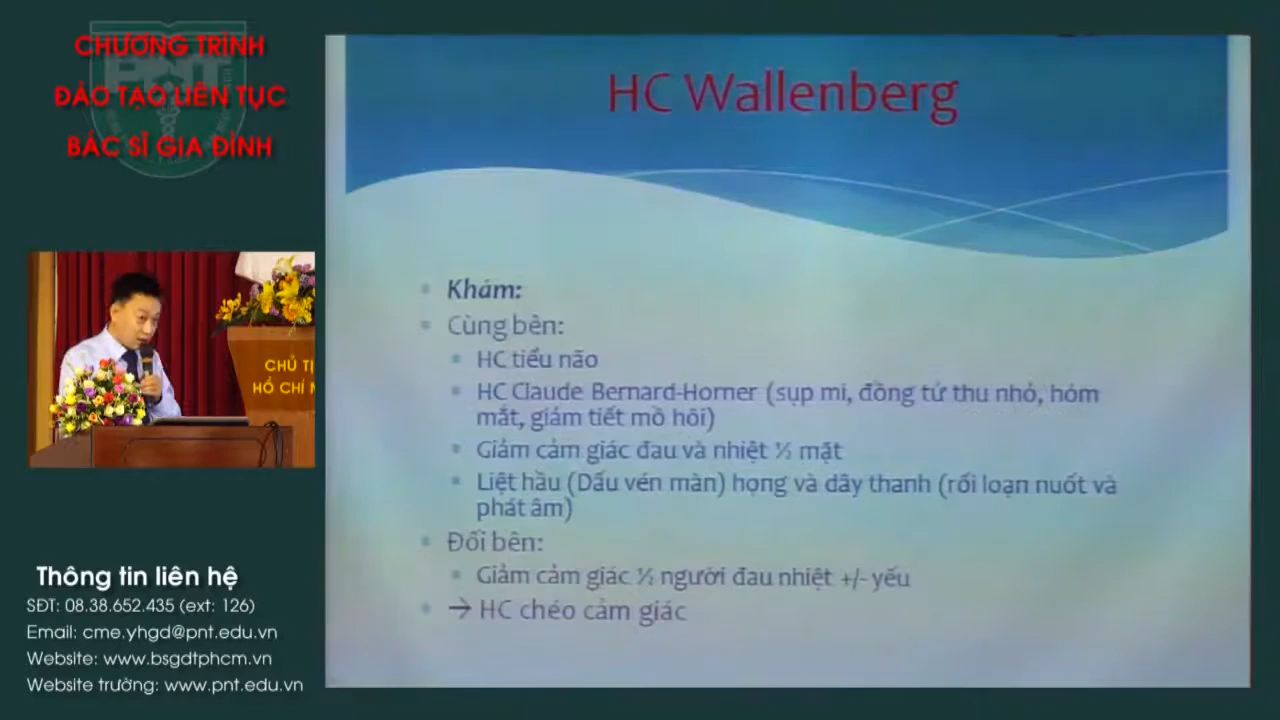 CHƯƠNG TRÌNH
ĐÀO TẠO LIÊN TỤC
BÁC SĨ GIA ĐÌNH
PNT
HC Wallenberg
Khám:
Cùng bên:
HC tiểu não
HC Claude Bernard-Horner (sụp mi, đồng tử thu nhỏ, hóm
mắt, giảm tiết mồ hôi)
Giảm cảm giác đau và nhiệt ½ mặt
Liệt hầu (Dấu vén màn) họng và dây thanh (rối loạn nuốt và
phát âm)
Đối bên:
Giảm cảm giác ½ người đau nhiệt +/- yếu
→ HC chéo cảm giác
CHỦ TỊ
HỒ CHÍ M
Thông tin liên hệ
SĐT: 08.38.652.435 (ext: 126)
Email: cme.yhgd@pnt.edu.vn
Website: www.bsgdtphcm.vn
Website trường: www.pnt.edu.vn